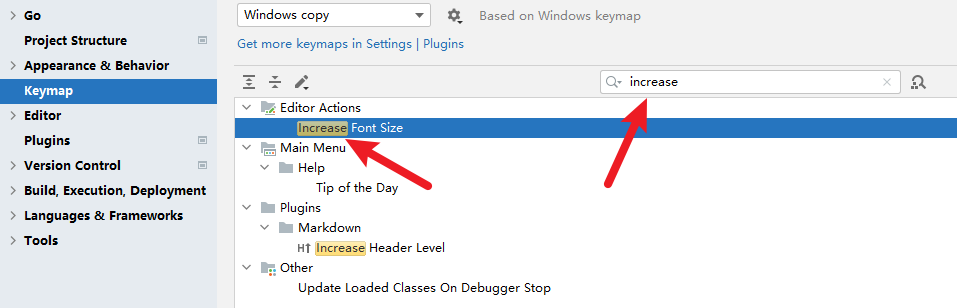 Go
Project Structure
Appearance & Behavior
Keymap
Editor
Plugins
Version Control
Build, Execution, Deployment
Languages & Frameworks
Tools
Windows copy
Based on Windows keymap
Get more keymaps in Settings | Plugins
increase
Editor Actions
Increase Font Size
Main Menu
Help
Tip of the Day
Plugins
Markdown
H↑ Increase Header Level
Other
Update Loaded Classes On Debugger Stop